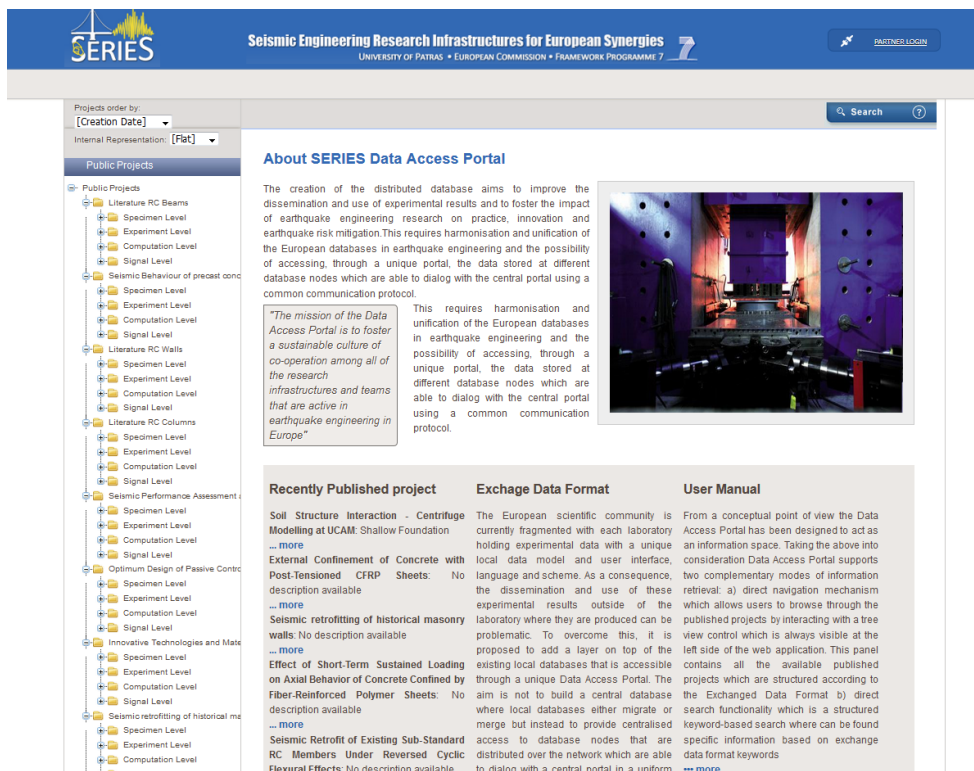 SERIES
Seismic Engineering Research Infrastructures for European Synergies
UNIVERSITY OF PATRAS • EUROPEAN COMMISSION • FRAMEWORK PROGRAMME 7
7
PARTNER LOGIN
Projects order by:
[Creation Date]
Internal Representation: [Flat]
Search
?
Public Projects
Public Projects
Literature RC Beams
Specimen Level
Experiment Level
Computation Level
Signal Level
Seismic Behaviour of precast conc
Specimen Level
Experiment Level
Computation Level
Signal Level
Literature RC Walls
Specimen Level
Experiment Level
Computation Level
Signal Level
Literature RC Columns
Specimen Level
Experiment Level
Computation Level
Signal Level
Seismic Performance Assessment
Specimen Level
Experiment Level
Computation Level
Signal Level
Optimum Design of Passive Contro
Specimen Level
Experiment Level
Computation Level
Signal Level
Innovative Technologies and Mate
Specimen Level
Experiment Level
Computation Level
Signal Level
Seismic retrofitting of historical ma
Specimen Level
Experiment Level
Computation Level
About SERIES Data Access Portal
The creation of the distributed database aims to improve the
dissemination and use of experimental results and to foster the impact
of earthquake engineering research on practice, innovation and
earthquake risk mitigation.This requires harmonisation and unification of
the European databases in earthquake engineering and the possibility
of accessing, through a unique portal, the data stored at different
database nodes which are able to dialog with the central portal using a
common communication protocol.
"The mission of the Data
Access Portal is to foster
a sustainable culture of
co-operation among all of
the research
infrastructures and teams
that are active in
earthquake engineering in
Europe"
This requires harmonisation and
unification of the European databases
in earthquake engineering and the
possibility of accessing, through a
unique portal, the data stored at
different database nodes which are
able to dialog with the central portal
using a common communication
protocol.
Recently Published project
Soil Structure Interaction - Centrifuge
Modelling at UCAM: Shallow Foundation
... more
External Confinement of Concrete with
Post-Tensioned CFRP Sheets: No
description available
... more
Seismic retrofitting of historical masonry
walls: No description available
... more
Effect of Short-Term Sustained Loading
on Axial Behavior of Concrete Confined by
Fiber-Reinforced Polymer Sheets: No
description available
... more
Seismic Retrofit of Existing Sub-Standard
RC Members Under Reversed Cyclic
Flexural Effects: No description available
Exchage Data Format
The European scientific community is
currently fragmented with each laboratory
holding experimental data with a unique
local data model and user interface,
language and scheme. As a consequence,
the dissemination and use of these
experimental results outside of the
laboratory where they are produced can be
problematic. To overcome this, it is
proposed to add a layer on top of the
existing local databases that is accessible
through a unique Data Access Portal. The
aim is not to build a central database
where local databases either migrate or
merge but instead to provide centralised
access to database nodes that are
distributed over the network which are able
to dialog with a central portal in a uniform
User Manual
From a conceptual point of view the Data
Access Portal has been designed to act as
an information space. Taking the above into
consideration Data Access Portal supports
two complementary modes of information
retrieval: a) direct navigation mechanism
which allows users to browse through the
published projects by interacting with a tree
view control which is always visible at the
left side of the web application. This panel
contains all the available published
projects which are structured according to
the Exchanged Data Format b) direct
search functionality which is a structured
keyword-based search where can be found
specific information based on exchange
data format keywords
... more